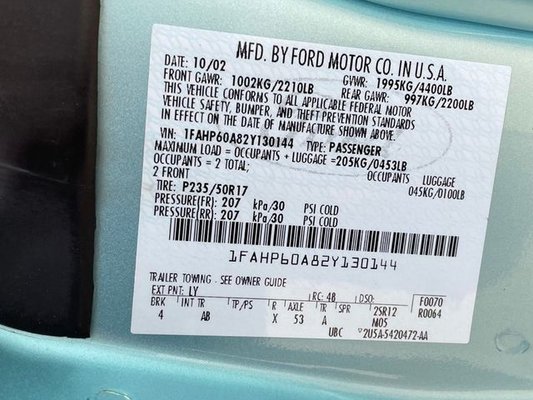 MFD. BY FORD MOTOR CO. IN U.S.A.
DATE: 10/02 GVWR: 1995KG/4400LB
FRONT GAWR: 1002KG/2210LB REAR GAWR: 997KG/2200LB
THIS VEHICLE CONFORMS TO ALL APPLICABLE FEDERAL MOTOR
VEHICLE SAFETY, BUMPER, AND THEFT PREVENTION STANDARDS
IN EFFECT ON THE DATE OF MANUFACTURE SHOWN ABOVE.
VIN: 1FAHP60A82Y130144 TYPE: PASSENGER
MAXIMUM LOAD = OCCUPANTS + LUGGAGE =205KG/0453LB
OCCUPANTS = 2 TOTAL; OCCUPANTS LUGGAGE
2 FRONT 045KG/0100LB
TIRE P235/50R17
PRESSURE(FR) 207 kPa/30 PSI COLD
PRESSURE(RR) 207 kPa/30 PSI COLD
1FAHP60A82Y130144
TRAILER TOWING - SEE OWNER GUIDE
EXT PNT: LY RC: 48 DSO: F0070
BRK INT TR TP/PS R AXLE TR SPR 2SR12 R0064
4 AB X 53 A M05
UBC 2U5A-5420472-AA